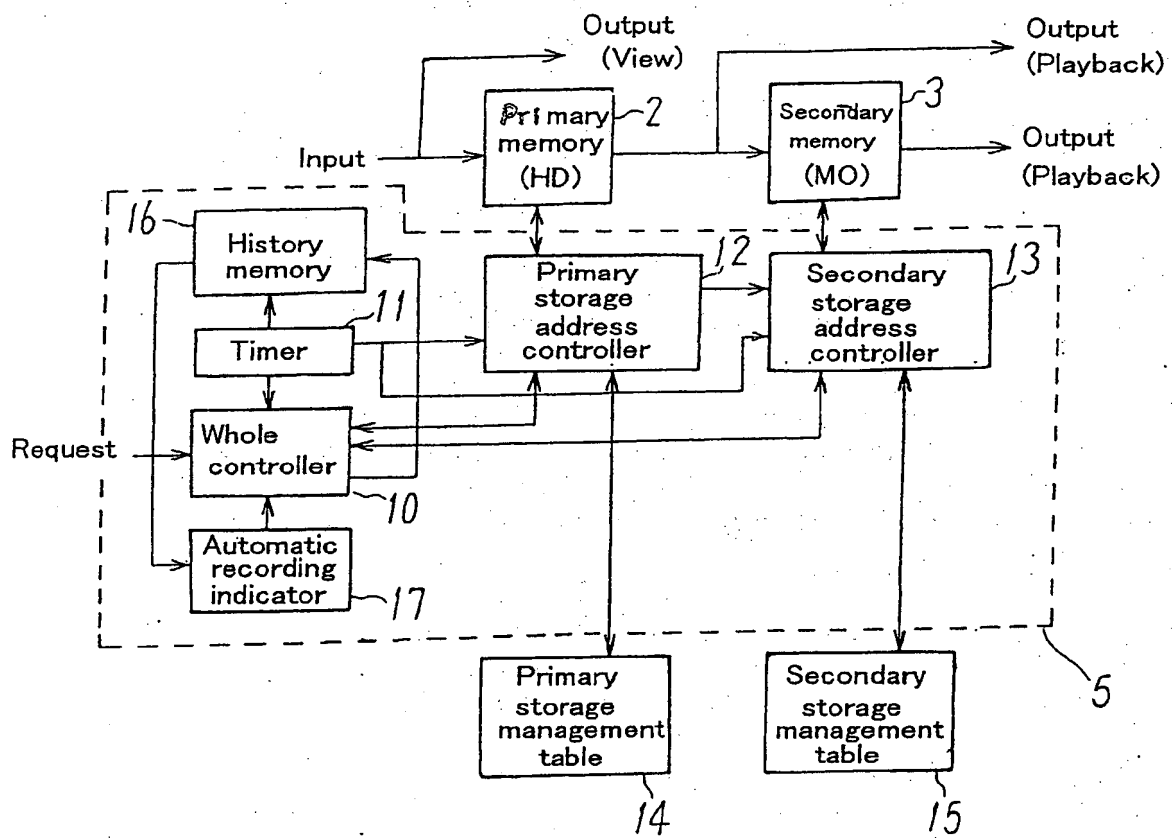 Output
(View)
Output
(Playback)
Primary
memory
(HD)
2
Secondary
memory
(MO)
3
Input
Output
(Playback)
16
History
memory
11
Timer
Primary
storage
address
controller
12
Secondary
storage
address
controller
13
Request
Whole
controller
10
Automatic
recording
indicator
17
Primary
storage
management
table
14
Secondary
storage
management
table
15
5